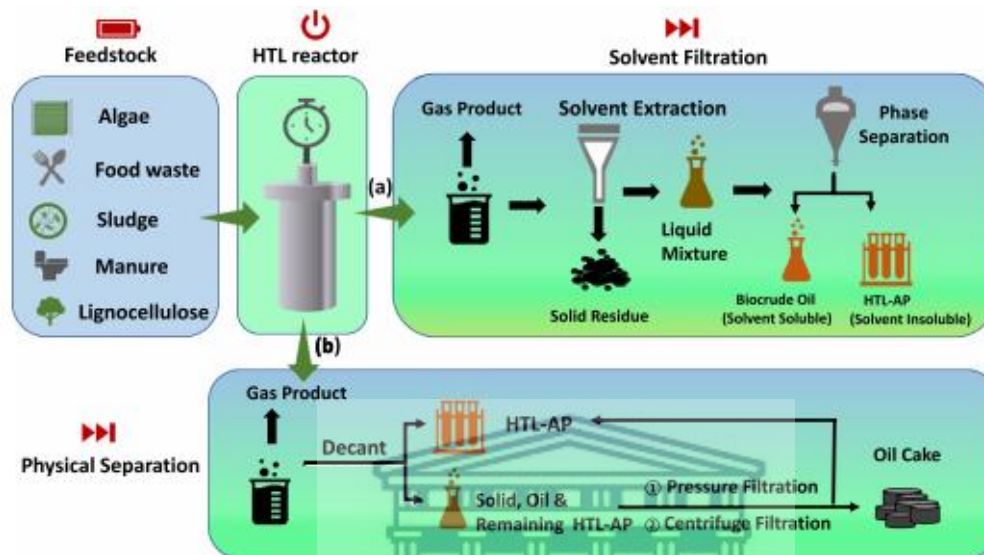 Feedstock
HTL reactor
Solvent Filtration
Algae
Food waste
Sludge
Manure
Lignocellulose
(a)
(b)
Gas Product
Solvent Extraction
Phase
Separation
Liquid
Mixture
Solid Residue
Biocrude Oil
(Solvent Soluble)
HTL-AP
(Solvent Insoluble)
Physical Separation
Gas Product
Decant
HTL-AP
Solid, Oil &
Remaining HTL-AP
① Pressure Filtration
② Centrifuge Filtration
Oil Cake